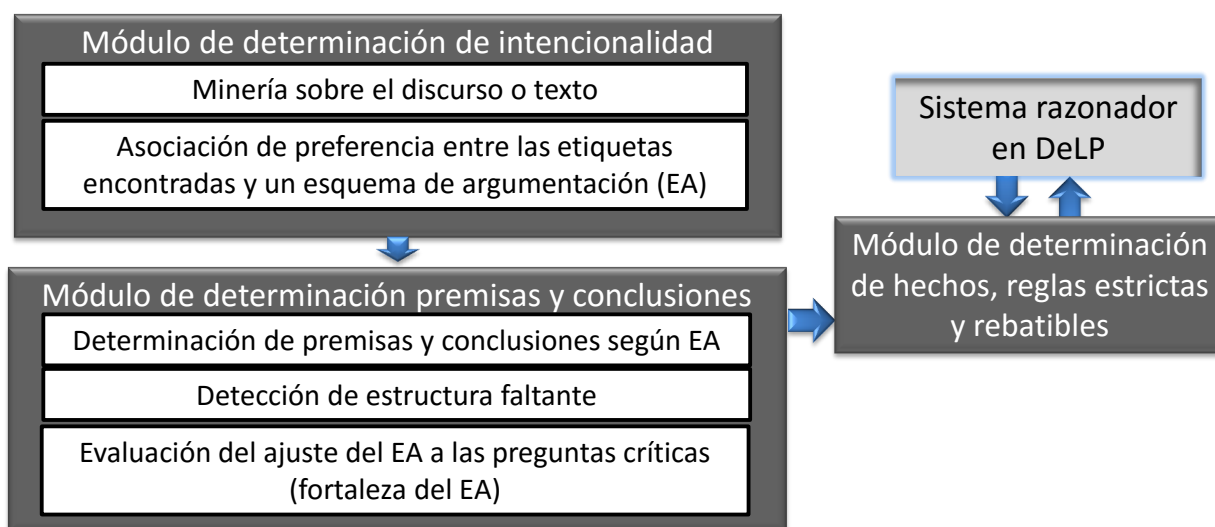 Módulo de determinación de intencionalidad
Minería sobre el discurso o texto
Asociación de preferencia entre las etiquetas
encontradas y un esquema de argumentación (EA)
Módulo de determinación premisas y conclusiones
Determinación de premisas y conclusiones según EA
Detección de estructura faltante
Evaluación del ajuste del EA a las preguntas críticas
(fortaleza del EA)
Sistema razonador
en DeLP
Módulo de determinación
de hechos, reglas estrictas
y rebatibles